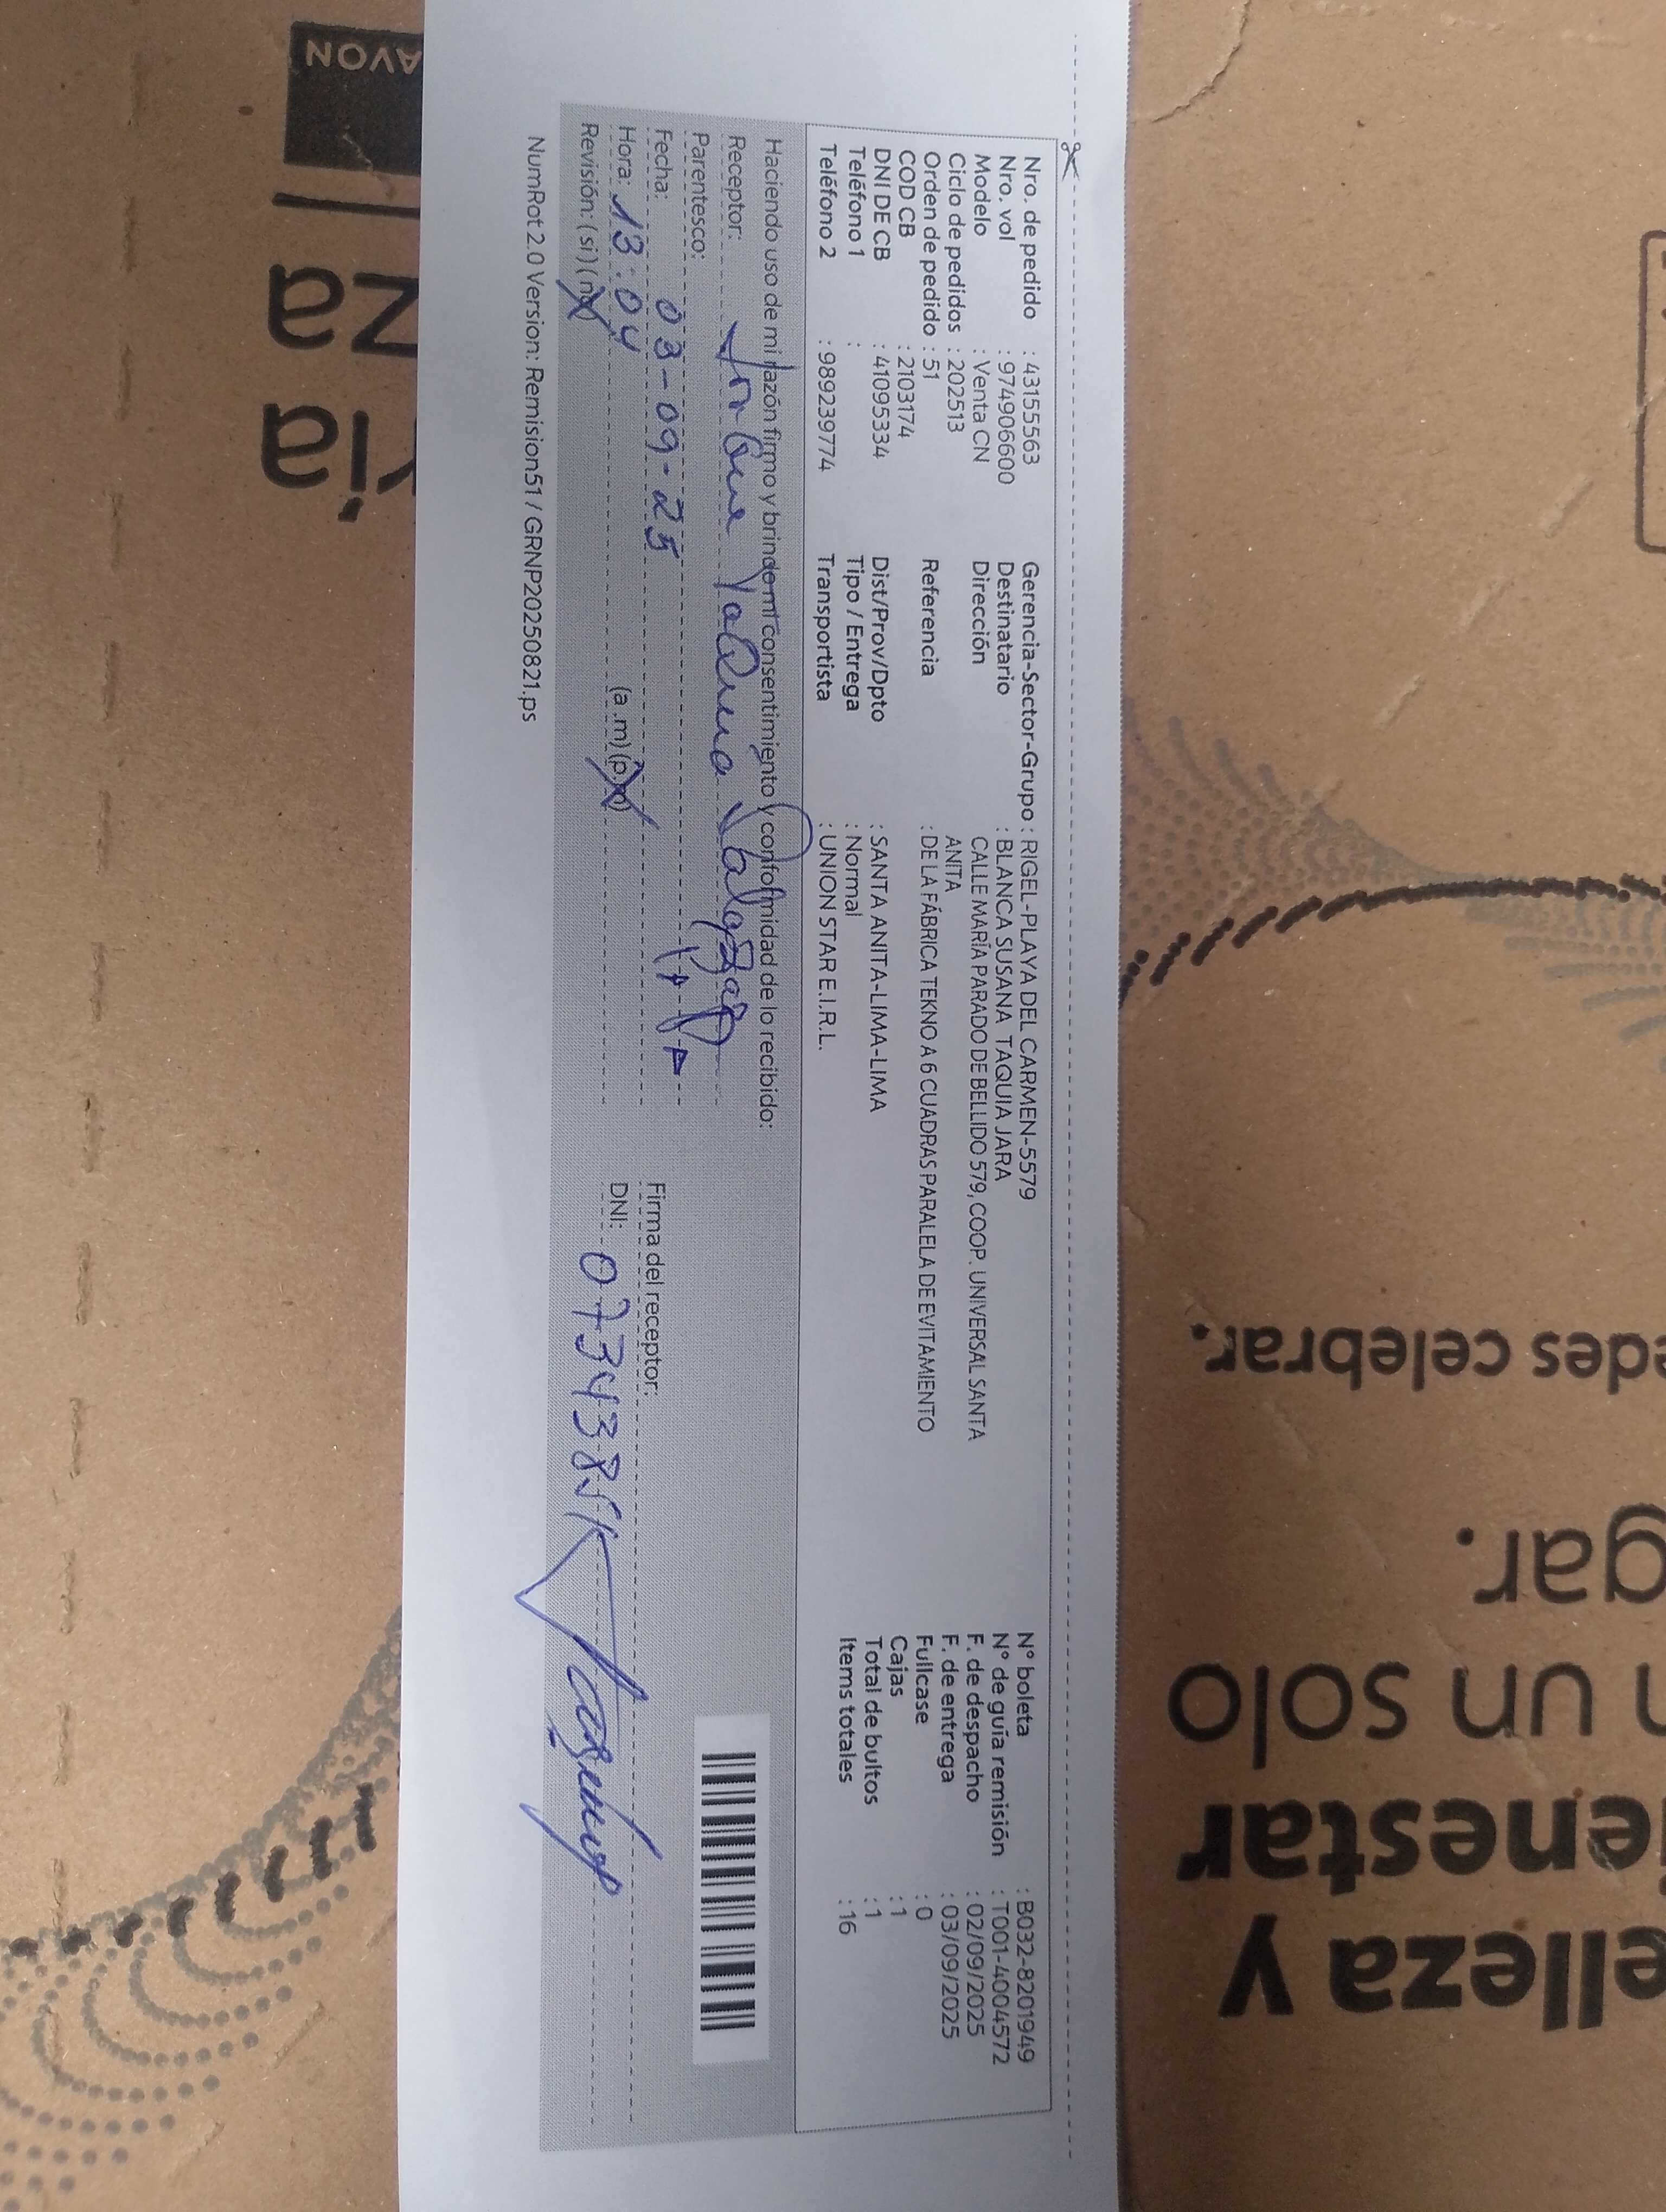 Nro. de pedido : 43155563
Nro. vol : 974906600
Modelo : Venta CN
Ciclo de pedidos : 202513
Orden de pedido : 51
COD CB : 2103174
DNI DE CB : 41095334
Teléfono 1 :
Teléfono 2 : 989239774
Gerencia-Sector-Grupo : RIGEL-PLAYA DEL CARMEN-5579
Destinatario : BLANCA SUSANA TAQUIA JARA
Dirección CALLE MARÍA PARADO DE BELLIDO 579, COOP. UNIVERSAL SANTA
ANITA
Referencia : DE LA FÁBRICA TEKNO A 6 CUADRAS PARALELA DE EVITAMIENTO
Dist/Prov/Dpto : SANTA ANITA-LIMA-LIMA
Tipo / Entrega : Normal
Transportista : UNION STAR E.I.R.L.
N° boleta : B032-8201949
N° de guía remisión : T001-4004572
F. de despacho : 02/09/2025
F. de entrega : 03/09/2025
Fullcase : 0
Cajas : 1
Total de bultos : 1
Items totales : 16
Haciendo uso de mi razón firmo y brindo mi consentimiento y conformidad de lo recibido:
Receptor:
Parentesco:
Fecha: 03-09-25
Hora: 13:04 (a.m) (p.m)
Revisión: (si) (no)
Firma del receptor:
DNI:
NumRot 2.0 Version: Remision51 / GRNP20250821.ps
AVON
edes celebrar.
gar.
n un solo
ienestar
elleza y